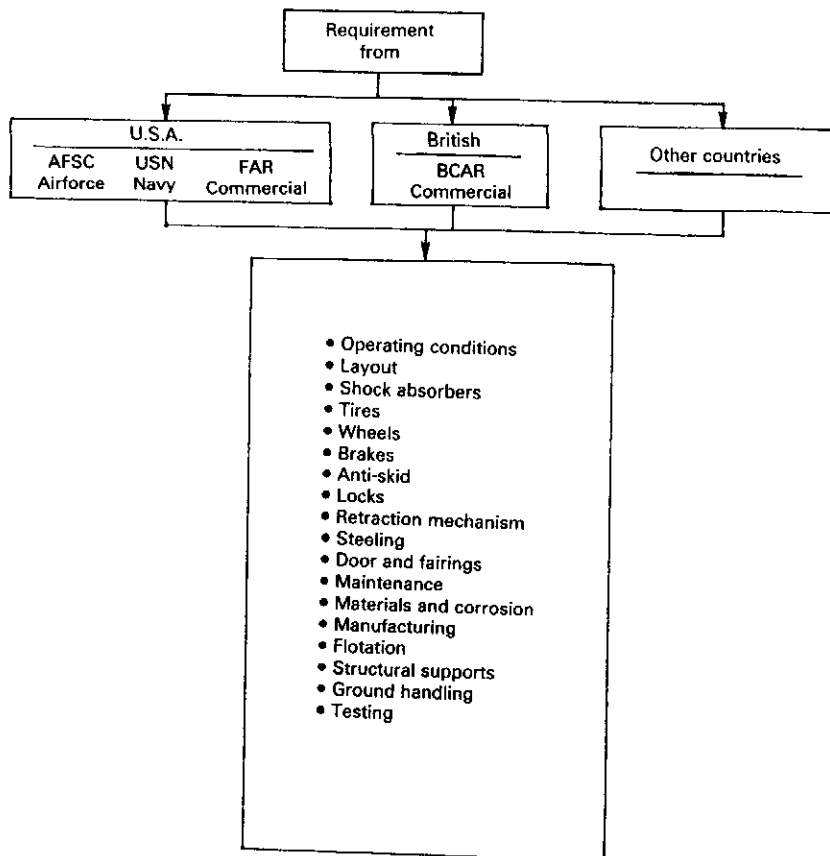 Requirement
from
U.S.A.
AFSC USN FAR
Airforce Navy Commercial
British
BCAR
Commercial
Other countries
• Operating conditions
• Layout
• Shock absorbers
• Tires
• Wheels
• Brakes
• Anti-skid
• Locks
• Retraction mechanism
• Steeling
• Door and fairings
• Maintenance
• Materials and corrosion
• Manufacturing
• Flotation
• Structural supports
• Ground handling
• Testing